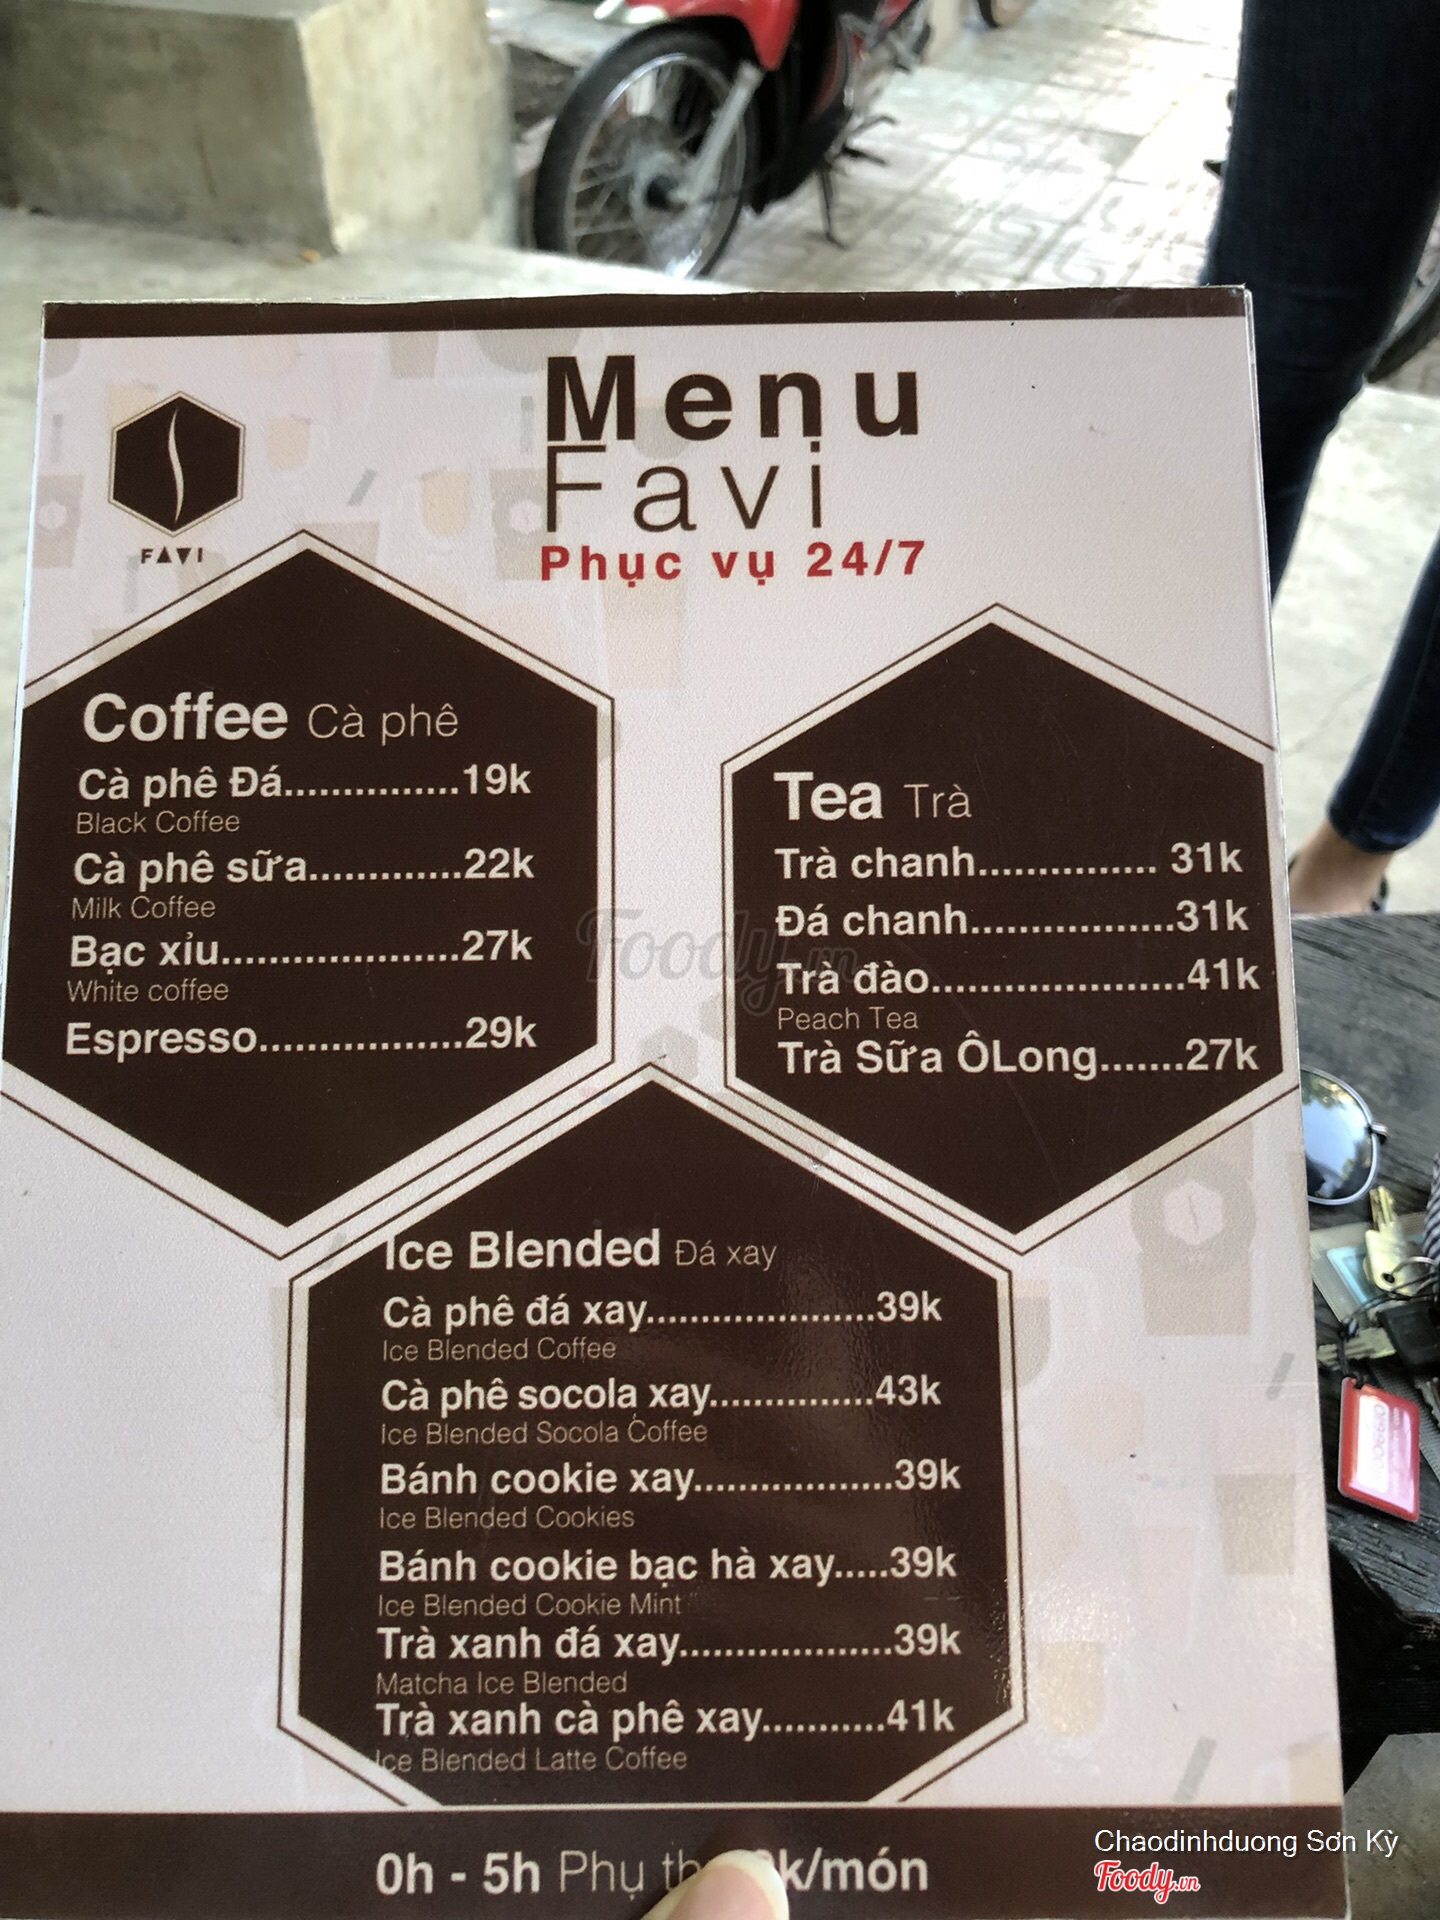 Menu
Favi
Phục vụ 24/7
FAVI
Coffee Cà phê
Cà phê Đá...............19k
Black Coffee
Cà phê sữa.............22k
Milk Coffee
Bạc xỉu.....................27k
White coffee
Espresso.................29k
Tea Trà
Trà chanh............... 31k
Đá chanh.................31k
Trà đào.....................41k
Peach Tea
Trà Sữa ÔLong.......27k
Foody.vn
Ice Blended Đá xay
Cà phê đá xay....................39k
Ice Blended Coffee
Cà phê socola xay..............43k
Ice Blended Socola Coffee
Bánh cookie xay.................39k
Ice Blended Cookies
Bánh cookie bạc hà xay.....39k
Ice Blended Cookie Mint
Trà xanh đá xay..................39k
Matcha Ice Blended
Trà xanh cà phê xay...........41k
Ice Blended Latte Coffee
0h - 5h Phụ k/món
Chaodinhduong Sơn Kỳ
Foody.vn